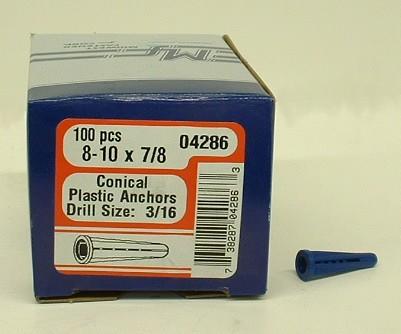 100 pcs
8-10 x 7/8
04286
Conical
Plastic Anchors
Drill Size: 3/16
7 38287 04286 3